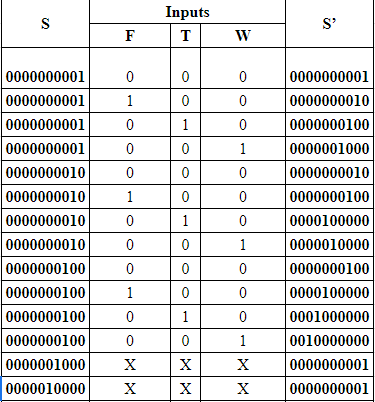 S Inputs S’
F T W
0000000001 0 0 0 0000000001
0000000001 1 0 0 0000000010
0000000001 0 1 0 0000000100
0000000001 0 0 1 0000001000
0000000010 0 0 0 0000000010
0000000010 1 0 0 0000000100
0000000010 0 1 0 0000100000
0000000010 0 0 1 0000010000
0000000100 0 0 0 0000000100
0000000100 1 0 0 0000100000
0000000100 0 1 0 0001000000
0000000100 0 0 1 0010000000
0000001000 X X X 0000000001
0000010000 X X X 0000000001